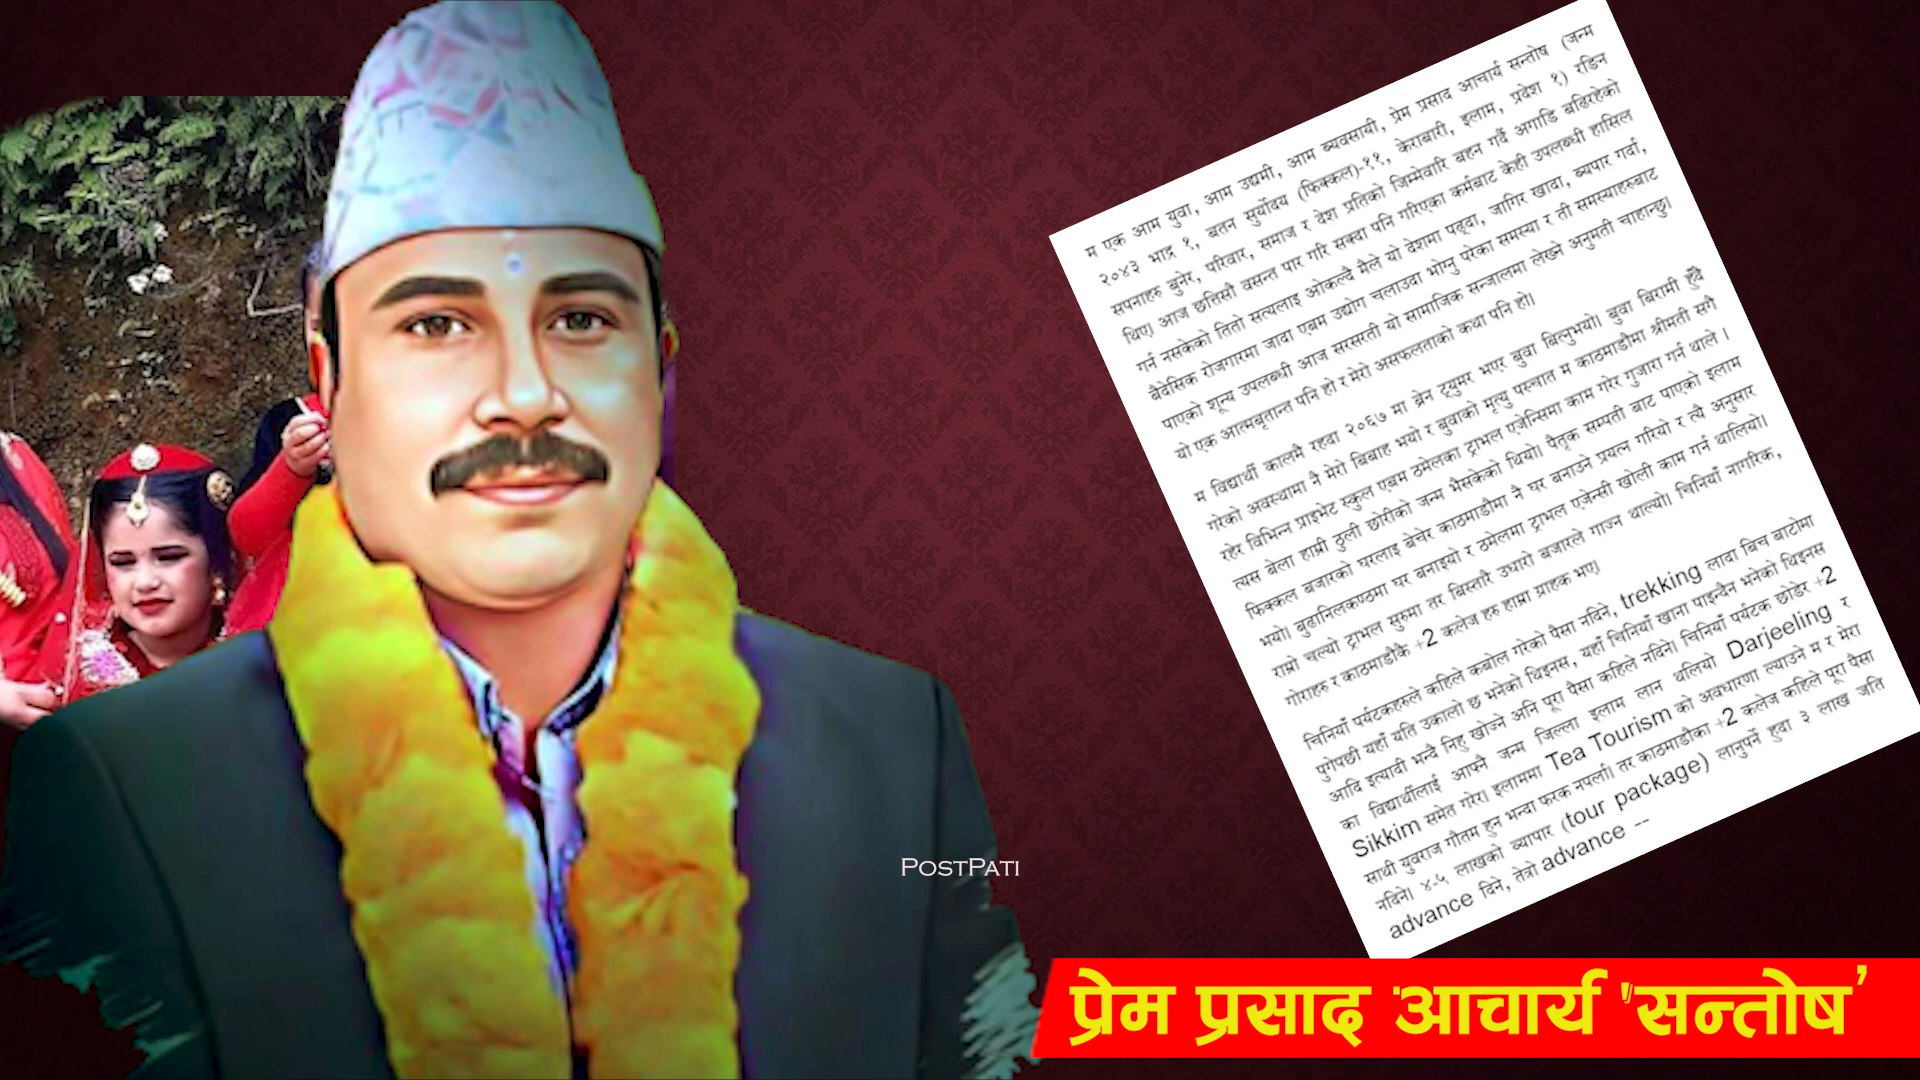 म एक आम युवा, आम उद्यमी, आम ब्यवसायी, प्रेम प्रसाद आचार्य सन्तोष (जन्म
२०४३ भाद्र १, बतन सुर्योदय (फिक्कल)-११, केराबारी, इलाम, प्रदेश १) रङिन
सपनाहरु बुनेर, परिवार, समाज र देश प्रतिको जिम्मेवारि बहन गर्दै अगाडि बढिरहेको
थिए। आज छत्तिसौ वसन्त पार गरि सक्दा पनि गरिएका कर्मबाट केही उपलब्धी हासिल
गर्न नसकेको तितो सत्यलाइ ओकल्दै मैले यो देशमा पढ्दा, जागिर खादा, ब्यपार गर्दा,
बैदेसिक रोजगारमा जादा एबम उद्योग चलाउदा भोग्नु परेका समस्या र ती समस्याहरुबाट
पाएको शून्य उपलब्धी आज सरसरती यो सामाजिक सन्जालमा लेख्ने अनुमती चाहान्छु।
यो एक आत्मबृतान्त पनि हो र मेरो असफलताको कथा पनि हो।
म विद्यार्थी कालमै रहदा २०६७ मा ब्रेन ट्युमर भएर बुवा बित्नुभयो। बुवा बिरामी हुँदै
गरेको अवस्थामा नै मेरो बिबाह भयो र बुवाको मृत्यु पस्चात म काठमाडौमा श्रीमती सगै
रहेर विभिन्न प्राइभेट स्कुल एबम ठमेलका ट्राभल एजेन्सिमा काम गरेर गुजारा गर्न थाले ।
त्यस बेला हाम्री ठुली छोरीको जन्म भैसकेको थियो। पैतृक सम्पती बाट पाएको इलाम
फिक्कल बजारको घरलाइ बेचेर काठमाडौमा नै घर बनाउने प्रयत्न गरियो र त्यै अनुसार
भयो। बुढानिलकण्ठमा घर बनाइयो र ठमेलमा ट्राभल एजेन्सी खोली काम गर्न थालियो।
राम्रो चल्यो ट्राभल सुरुमा तर बिस्तारै उधारो बजारले गाज्न थाल्यो। चिनियाँ नागरिक,
गोराहरु र काठमाडौकै +2 कलेज हरु हाम्रा ग्राहक भए।
चिनियाँ पर्यटकहरुले कहिले कबोल गरेको पैसा नदिने, trekking लादा बिच बाटोमा
पुगेपछी यहाँ यति उकालो छ भनेको थिइनस, यहाँ चिनियाँ खाना पाइन्दैन भनेको थिइनस
आदि इत्यादी भन्दै निहु खोज्ने अनि पूरा पैसा कहिले नदिने। चिनियाँ पर्यटक छोडेर +2
का विद्यार्थीलाई आफ्नै जन्म जिल्ला इलाम लान थलियो Darjeeling र
Sikkim समेत गरेर। इलाममा Tea Tourism को अवधारणा ल्याउने म र मेरा
साथी युवराज गौतम हुन भन्दा फरक नपर्ला। तर काठमाडौका +2 कलेज कहिले पूरा पैसा
नदिने। ४-५ लाखको व्यापार (tour package) लानुपर्ने हुदा ३ लाख जति
advance दिने, तेत्रो advance --
PostPati
प्रेम प्रसाद आचार्य 'सन्तोष'